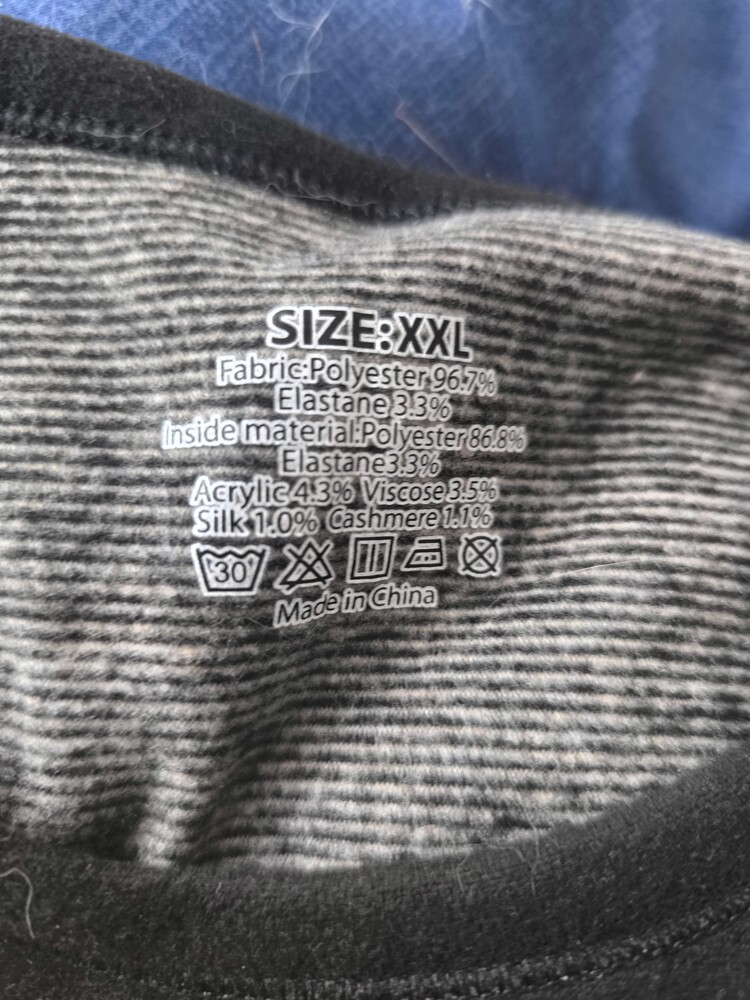 SIZE:XXL
Fabric:Polyester 96.7%
Elastane 3.3%
Inside material:Polyester 86.8%
Elastane3.3%
Acrylic 4.3% Viscose 3.5%
Silk 1.0% Cashmere 1.1%
30°
Made in China